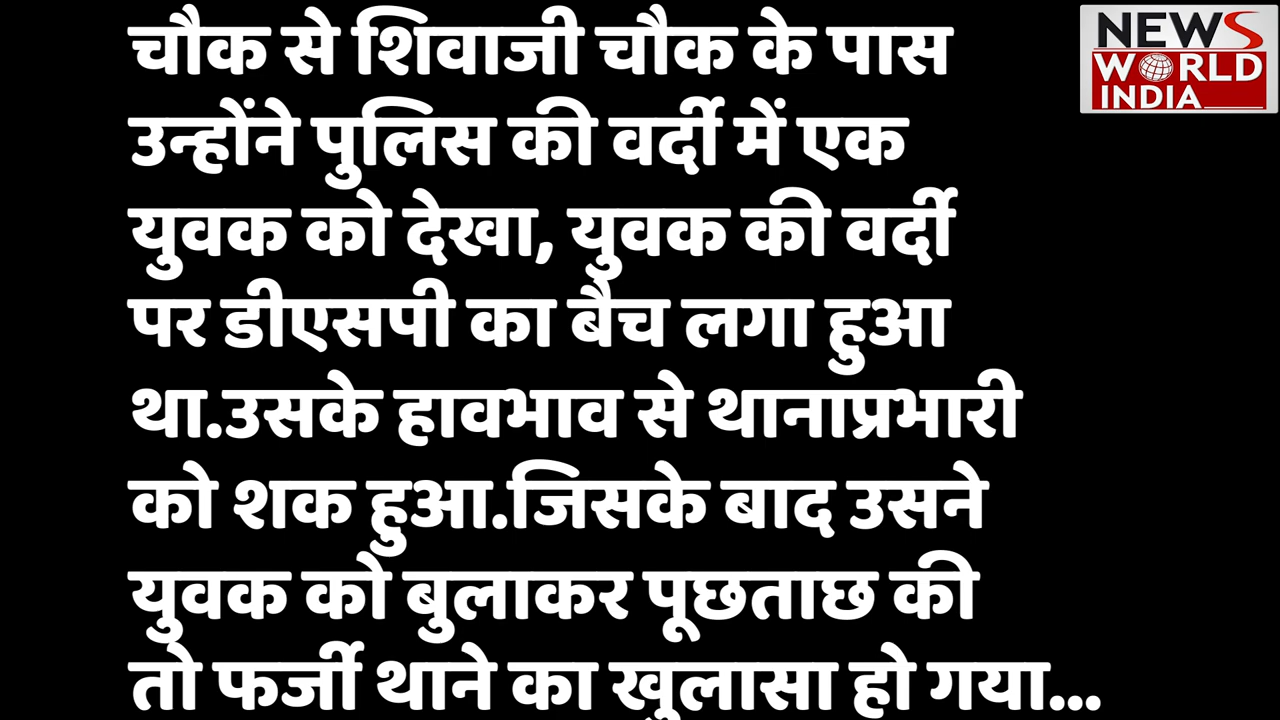 चौक से शिवाजी चौक के पास
उन्होंने पुलिस की वर्दी में एक
युवक को देखा, युवक की वर्दी
पर डीएसपी का बैच लगा हुआ
था.उसके हावभाव से थानाप्रभारी
को शक हुआ.जिसके बाद उसने
युवक को बुलाकर पूछताछ की
तो फर्जी थाने का खुलासा हो गया...
NEWS
WORLD
INDIA